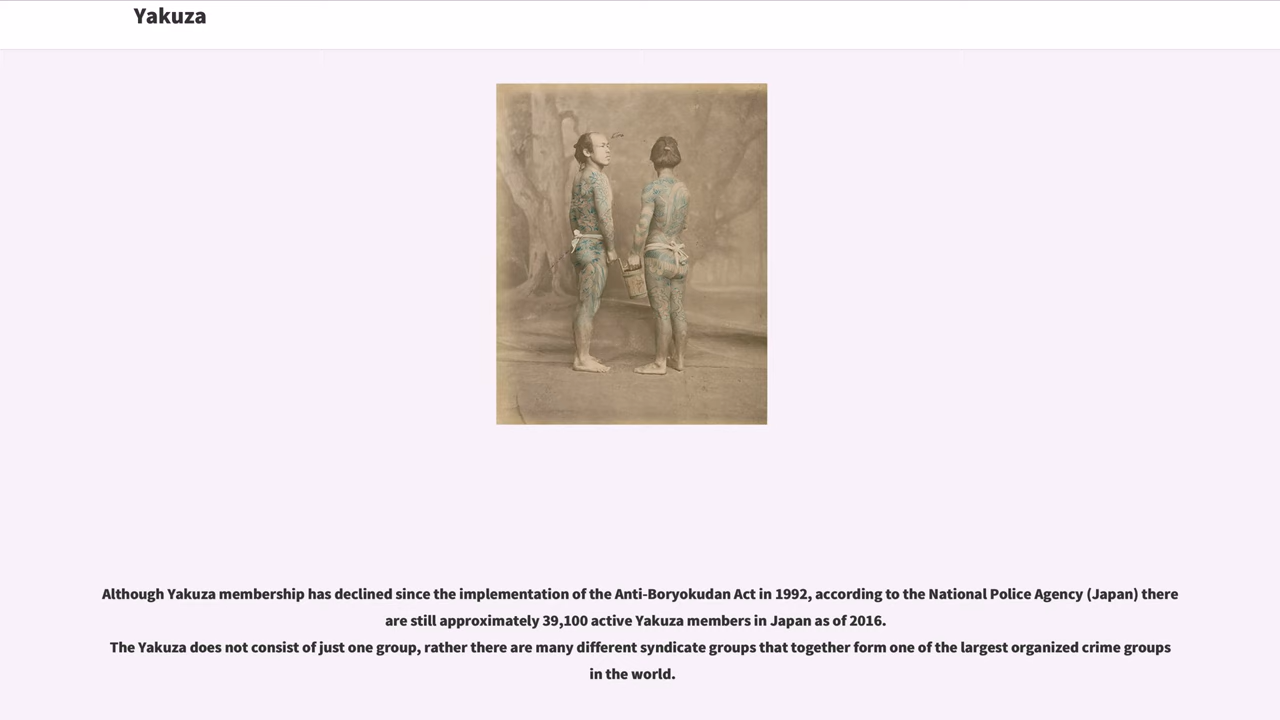 Yakuza
Although Yakuza membership has declined since the implementation of the Anti-Boryokudan Act in 1992, according to the National Police Agency (Japan) there
are still approximately 39,100 active Yakuza members in Japan as of 2016.
The Yakuza does not consist of just one group, rather there are many different syndicate groups that together form one of the largest organized crime groups
in the world.